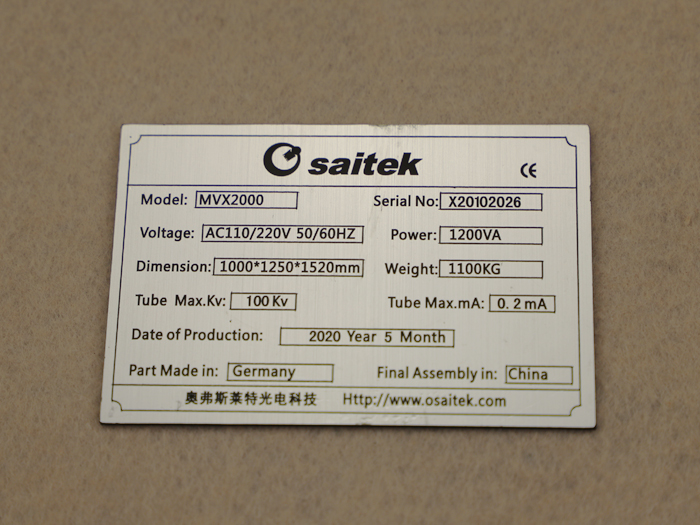 saitek
CE
Model: MVX2000 Serial No: X20102026
Voltage: AC110/220V 50/60HZ Power: 1200VA
Dimension: 1000*1250*1520mm Weight: 1100KG
Tube Max.Kv: 100 Kv Tube Max.mA: 0.2mA
Date of Production: 2020 Year 5 Month
Part Made in: Germany Final Assembly in: China
奥弗斯莱特光电科技 Http://www.osaitek.com